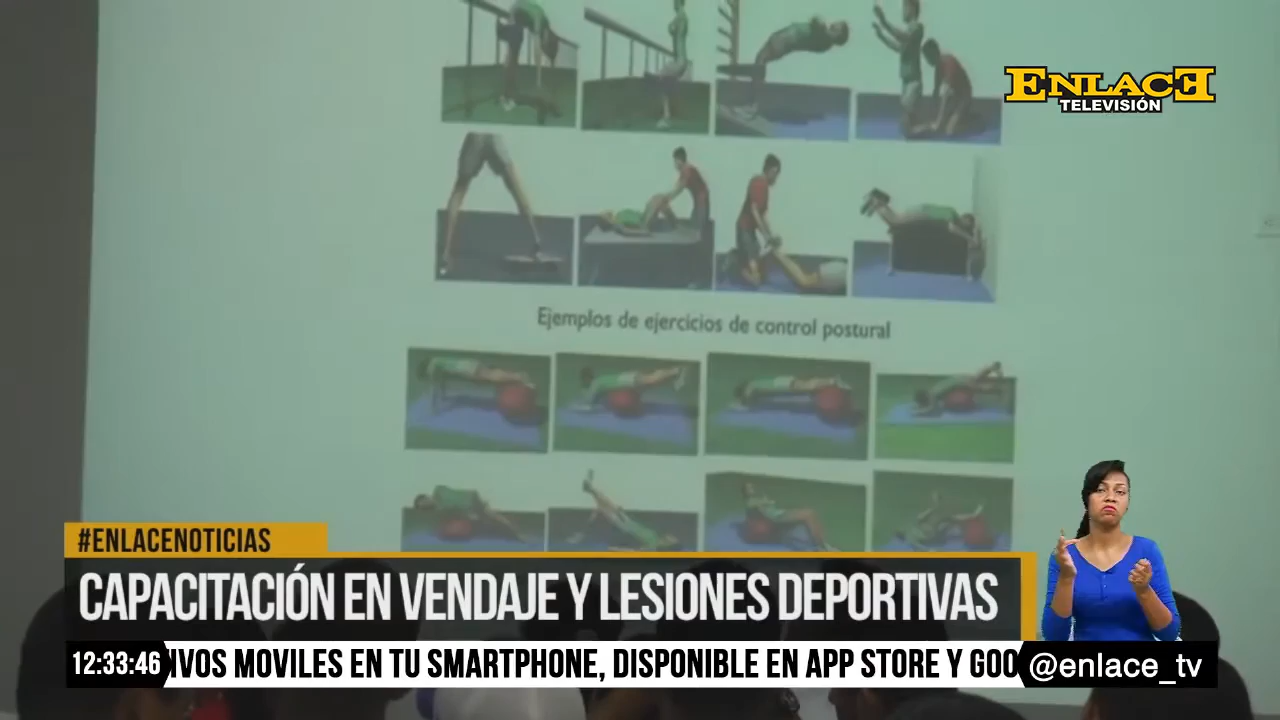 ENLACE
TELEVISIÓN
Ejemplos de ejercicios de control postural
#ENLACENOTICIAS
CAPACITACIÓN EN VENDAJE Y LESIONES DEPORTIVAS
12:33:46 IVOS MOVILES EN TU SMARTPHONE, DISPONIBLE EN APP STORE Y GOO @enlace_tv